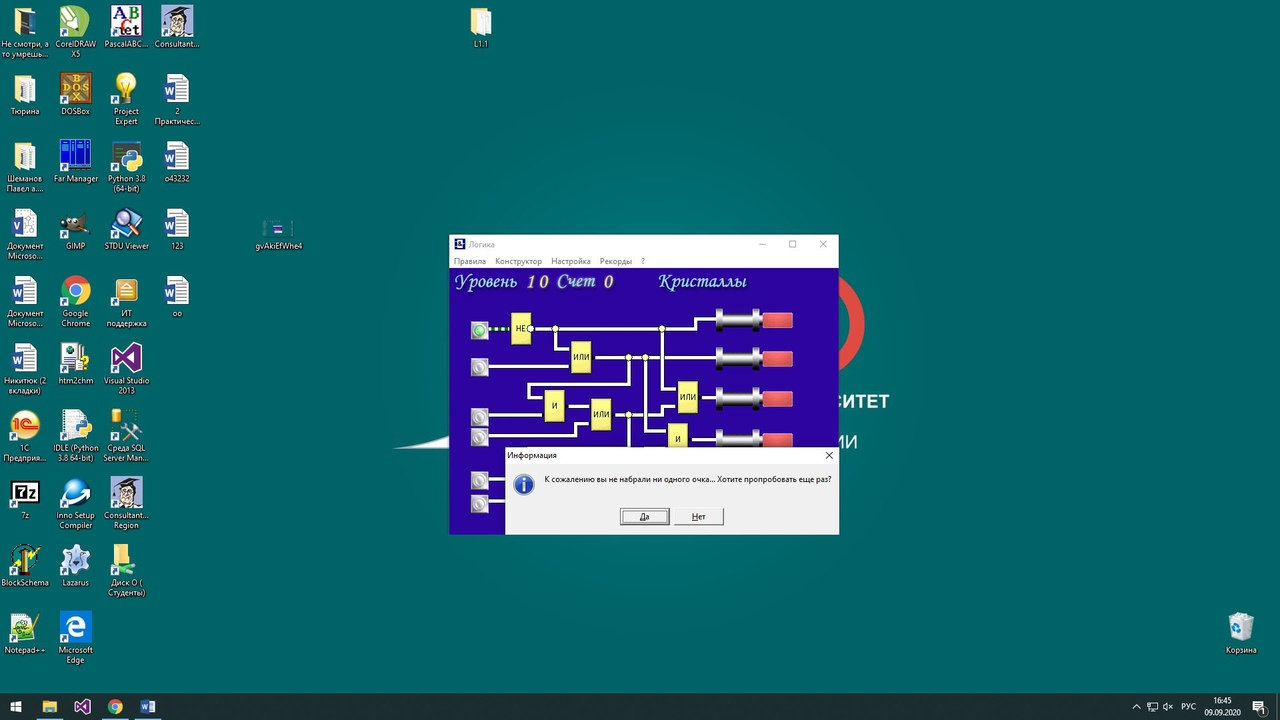 Не смотри, а
то умрешь...
CorelDRAW
X5
PascalABC...
Consultant...
L1.1
Тюрина
DOSBox
Project
Expert
2
Практичес...
Шеманов
Павел а....
Far Manager
Python 3.8
(64-bit)
o43232
Документ
Microso...
GIMP
STDU Viewer
123
gvAkiEfWhe4
Документ
Microso...
Google
Chrome
ИТ
поддержка
оо
Никитюк (2
вкладки)
htm2chm
Visual Studio
2013
1С
Предприя...
IDLE (Python
3.8 64-bit)
Среда SQL
Server Man...
7z
Inno Setup
Compiler
Consultant...
Region
BlockSchema
Lazarus
Диск О (
Студенты)
Notepad++
Microsoft
Edge
Логика
Правила Конструктор Настройка Рекорды ?
Уровень 10 Счет 0 Кристаллы
НЕ
ИЛИ
И
ИЛИ
ИЛИ
И
СИТЕТ
ИИ
Информация
К сожалению вы не набрали ни одного очка... Хотите пропробовать еще раз?
Да
Нет
Корзина
РУС
16:45
09.09.2020